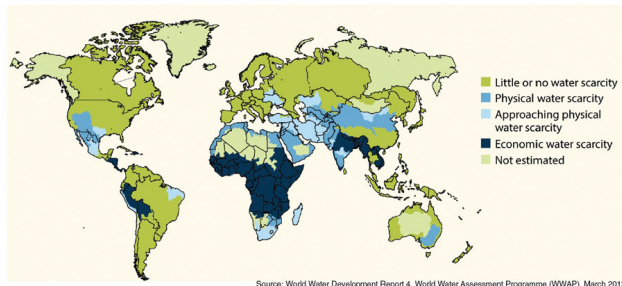 Little or no water scarcity
Physical water scarcity
Approaching physical
water scarcity
Economic water scarcity
Not estimated
Source: World Water Development Report 4. World Water Assessment Programme (WWAP), March